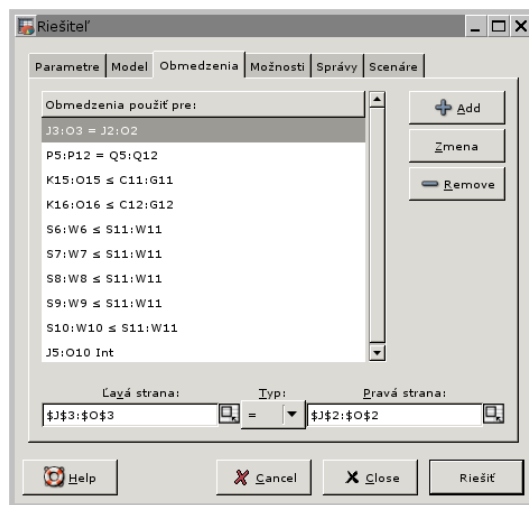 Riešiteľ
Parametre Model Obmedzenia Možnosti Správy Scenáre
Obmedzenia použiť pre:
J3:O3 = J2:O2
P5:P12 = Q5:Q12
K15:O15 ≤ C11:G11
K16:O16 ≤ C12:G12
S6:W6 ≤ S11:W11
S7:W7 ≤ S11:W11
S8:W8 ≤ S11:W11
S9:W9 ≤ S11:W11
S10:W10 ≤ S11:W11
J5:O10 Int
Add
Zmena
Remove
Ľavá strana: Typ: Pravá strana:
$J$3:$O$3 = $J$2:$O$2
Help Cancel Close Riešiť